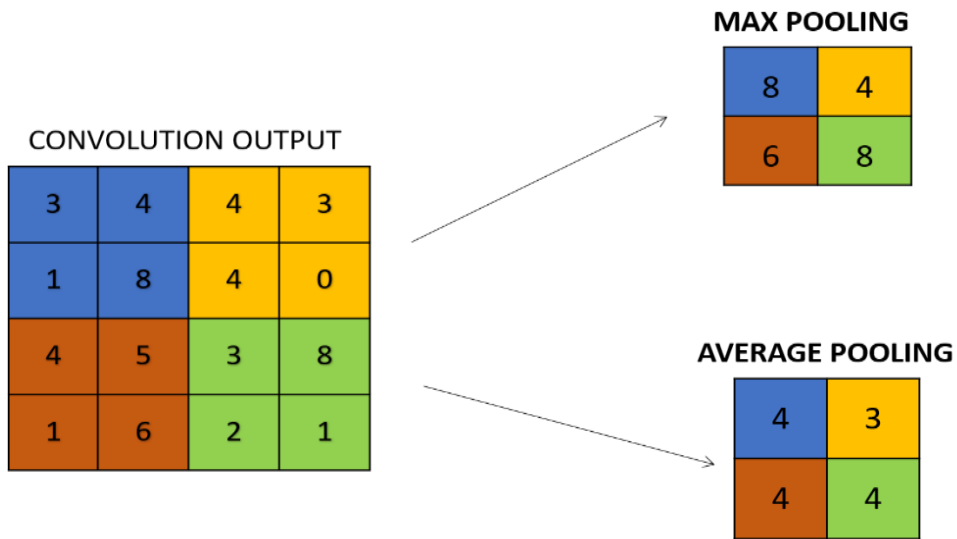 MAX POOLING
8 4
6 8
CONVOLUTION OUTPUT
3 4 4 3
1 8 4 0
4 5 3 8
1 6 2 1
AVERAGE POOLING
4 3
4 4